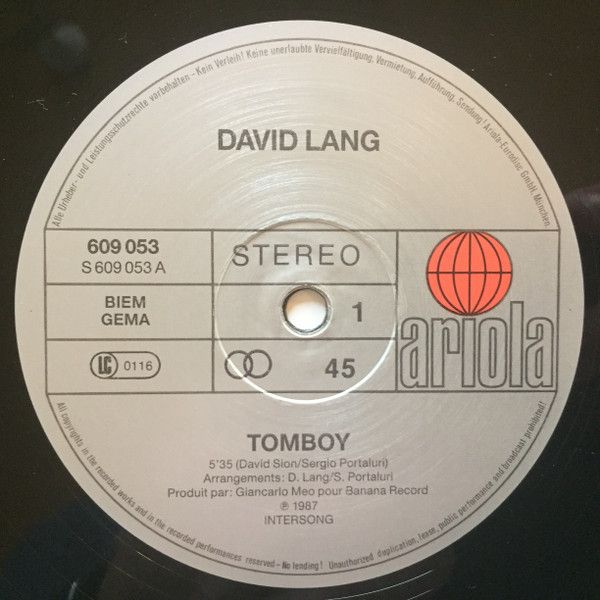 Alle Urheber- und Leistungsschutzrechte vorbehalten - Kein Verleih! Keine unerlaubte Vervielfältigung, Vermietung, Aufführung, Sendung! Ariola-Eurodisc GmbH, München.
DAVID LANG
609 053
S 609 053 A
STEREO
BIEM
GEMA
1
LC 0116
45
ariola
TOMBOY
5'35 (David Sion/Sergio Portaluri)
Arrangements: D. Lang/S. Portaluri
Produit par: Giancarlo Meo pour Banana Record
℗ 1987
INTERSONG
All copyrights in the recorded works and in the recorded performances reserved - No lending! Unauthorized duplication, lease, public performance and broadcast prohibited!